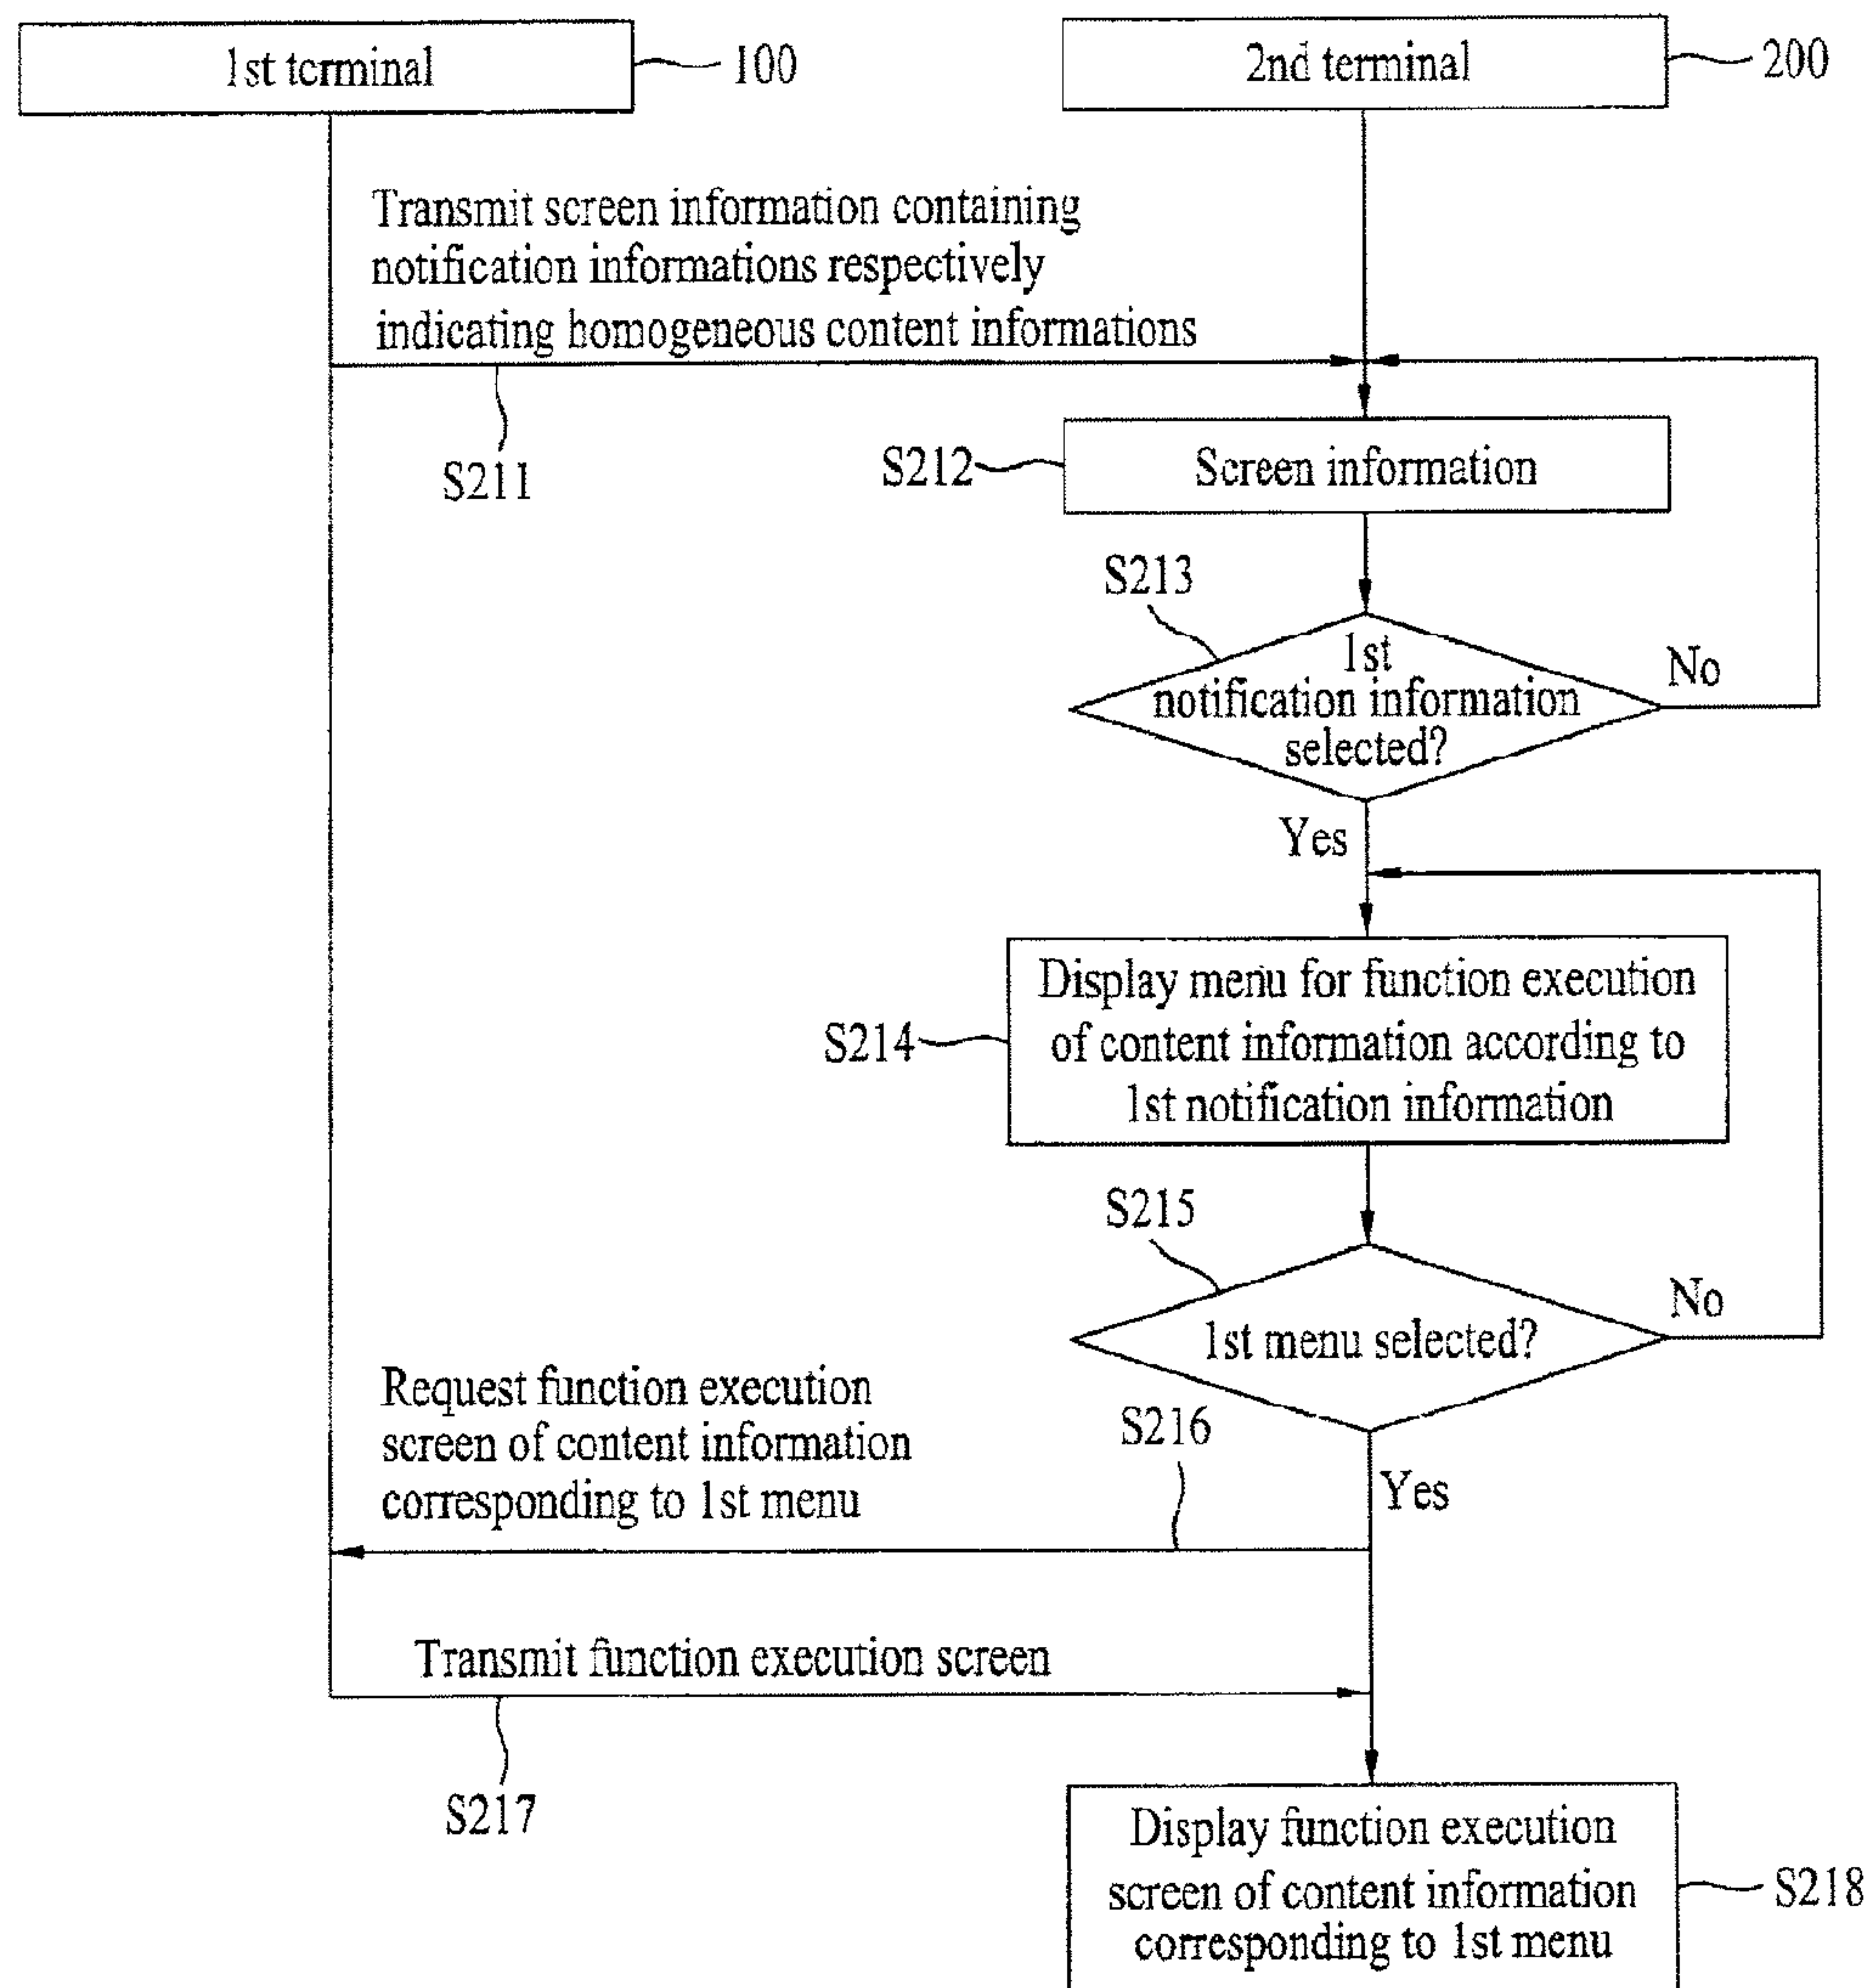 1st terminal
100
2nd terminal
200
Transmit screen information containing
notification informations respectively
indicating homogeneous content informations
S211
S212
Screen information
S213
1st
notification information
selected?
No
Yes
S214
Display menu for function execution
of content information according to
1st notification information
S215
1st menu selected?
No
Request function execution
screen of content information
corresponding to 1st menu
S216
Yes
Transmit function execution screen
S217
Display function execution
screen of content information
corresponding to 1st menu
S218